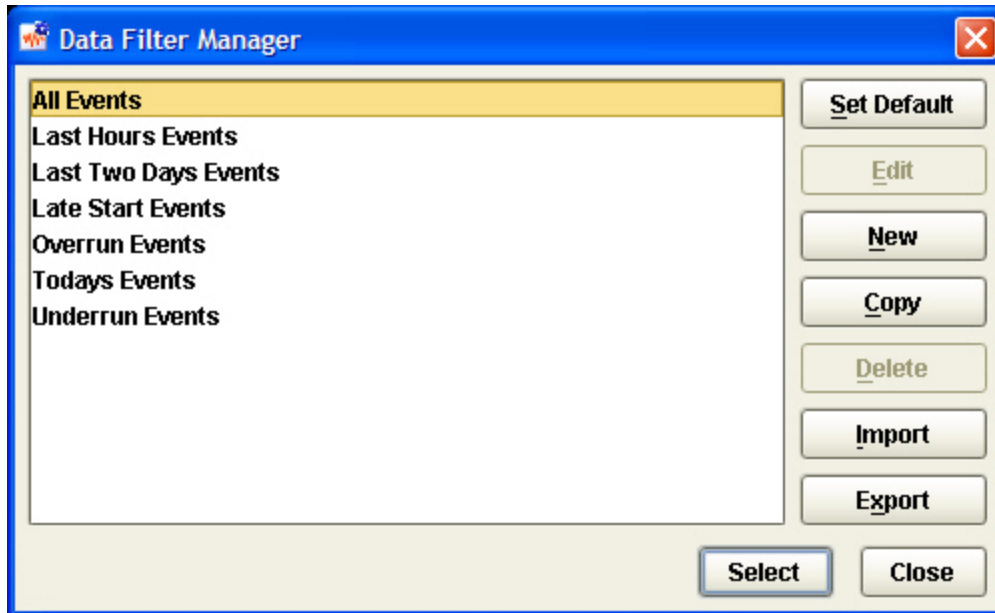 Data Filter Manager
All Events
Last Hours Events
Last Two Days Events
Late Start Events
Overrun Events
Todays Events
Underrun Events
Set Default
Edit
New
Copy
Delete
Import
Export
Select
Close